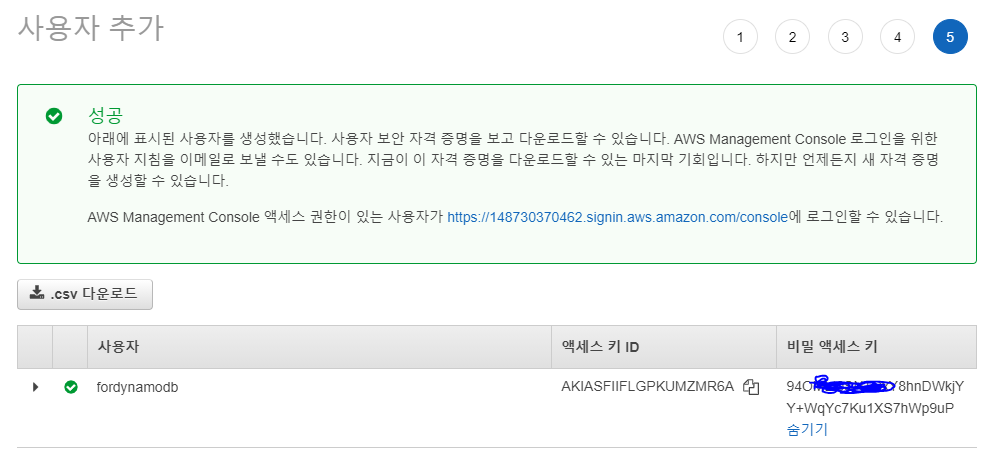 사용자 추가
1 2 3 4 5
성공
아래에 표시된 사용자를 생성했습니다. 사용자 보안 자격 증명을 보고 다운로드할 수 있습니다. AWS Management Console 로그인을 위한
사용자 지침을 이메일로 보낼 수도 있습니다. 지금이 이 자격 증명을 다운로드할 수 있는 마지막 기회입니다. 하지만 언제든지 새 자격 증명
을 생성할 수 있습니다.
AWS Management Console 액세스 권한이 있는 사용자가 https://148730370462.signin.aws.amazon.com/console에 로그인할 수 있습니다.
.csv 다운로드
사용자 액세스 키 ID 비밀 액세스 키
fordynamodb AKIASFIIFLGPKUMZMR6A
숨기기